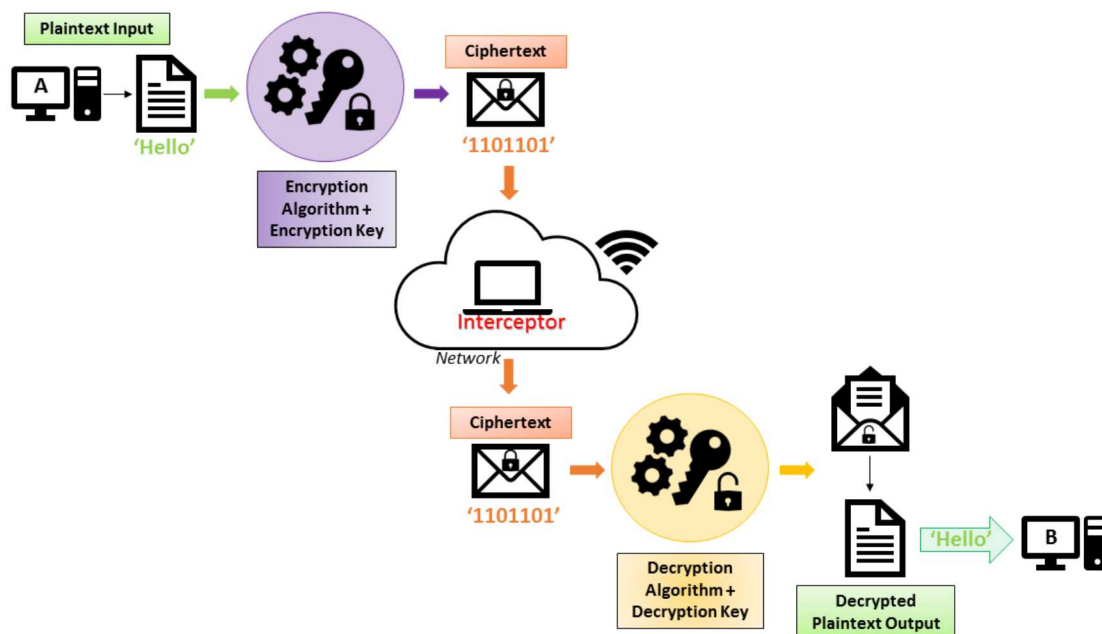 Plaintext Input
A
‘Hello’
Encryption
Algorithm +
Encryption Key
Ciphertext
‘1101101’
Interceptor
Network
Ciphertext
‘1101101’
Decryption
Algorithm +
Decryption Key
Decrypted
Plaintext Output
‘Hello’
B